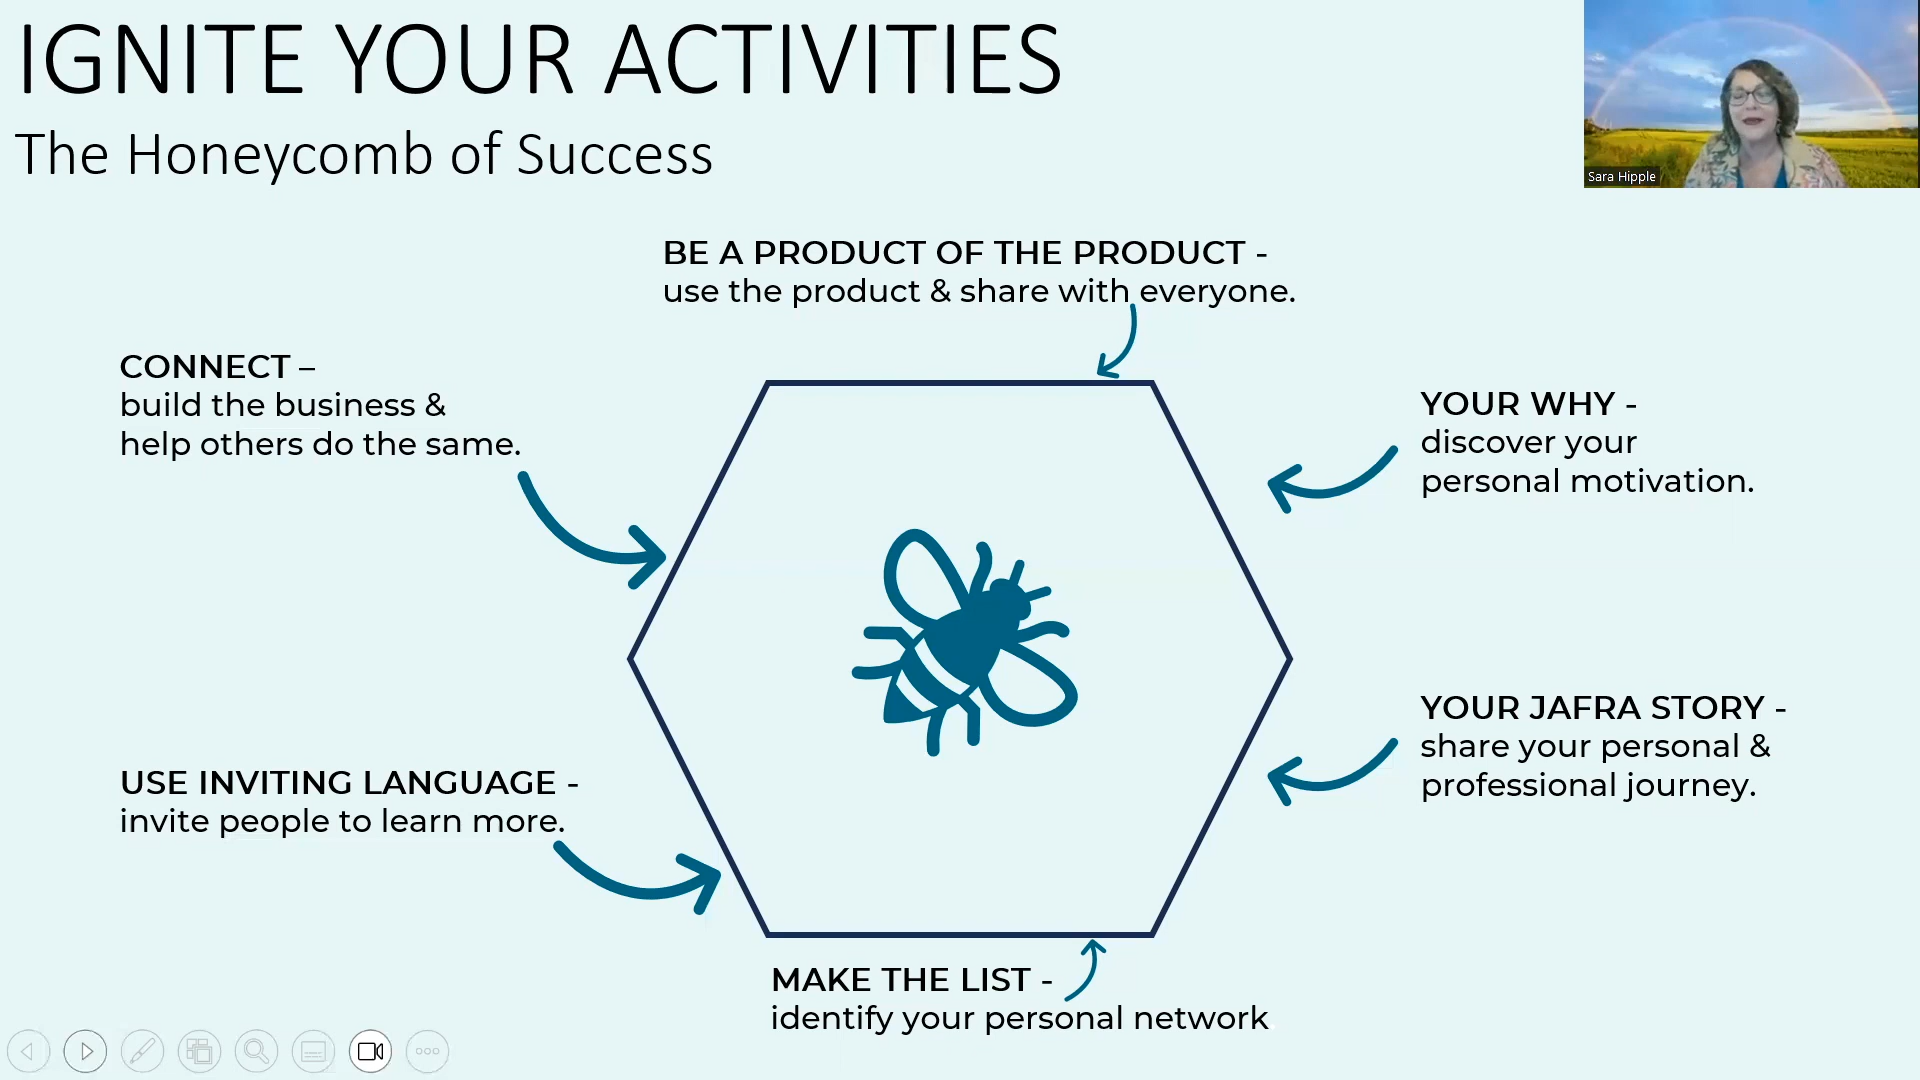 IGNITE YOUR ACTIVITIES
The Honeycomb of Success
Sara Hipple
BE A PRODUCT OF THE PRODUCT -
use the product & share with everyone.
CONNECT –
build the business &
help others do the same.
YOUR WHY -
discover your
personal motivation.
YOUR JAFRA STORY -
share your personal &
professional journey.
USE INVITING LANGUAGE -
invite people to learn more.
MAKE THE LIST -
identify your personal network